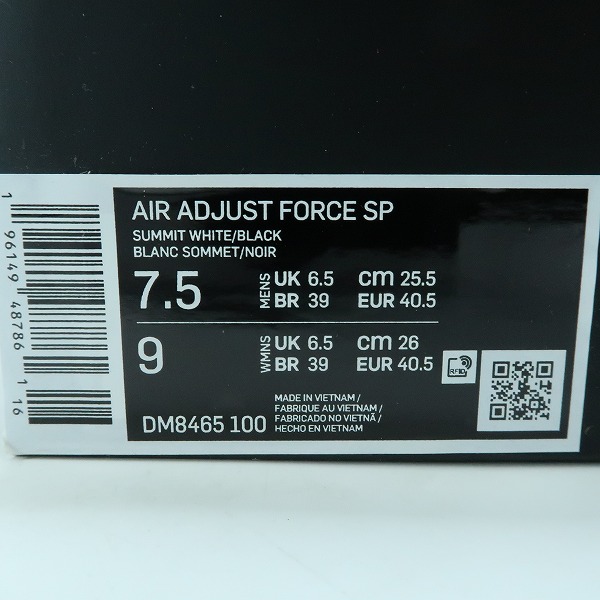 AIR ADJUST FORCE SP
SUMMIT WHITE/BLACK
BLANC SOMMET/NOIR
7.5 MENS UK 6.5 cm 25.5
BR 39 EUR 40.5
9 WMNS UK 6.5 cm 26
BR 39 EUR 40.5
RFID
DM8465 100
MADE IN VIETNAM /
FABRIQUE AU VIETNAM /
FABRICADO NO VIETNÃ /
HECHO EN VIETNAM
1 96149 48786 1 16